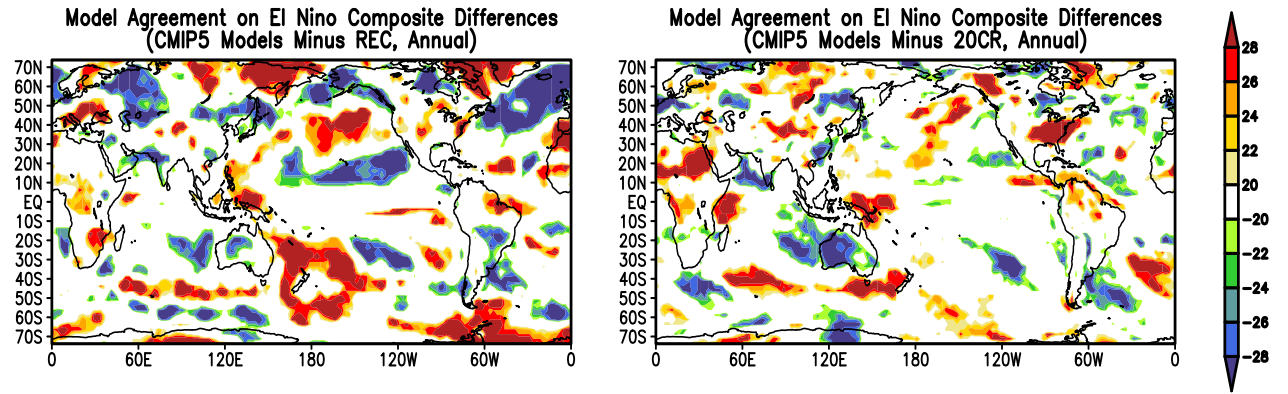 Model Agreement on El Nino Composite Differences
(CMIP5 Models Minus REC, Annual)
70N
60N
50N
40N
30N
20N
10N
EQ
10S
20S
30S
40S
50S
60S
70S
0 60E 120E 180 120W 60W 0
Model Agreement on El Nino Composite Differences
(CMIP5 Models Minus 20CR, Annual)
70N
60N
50N
40N
30N
20N
10N
EQ
10S
20S
30S
40S
50S
60S
70S
0 60E 120E 180 120W 60W 0
28
26
24
22
20
-20
-22
-24
-26
-28